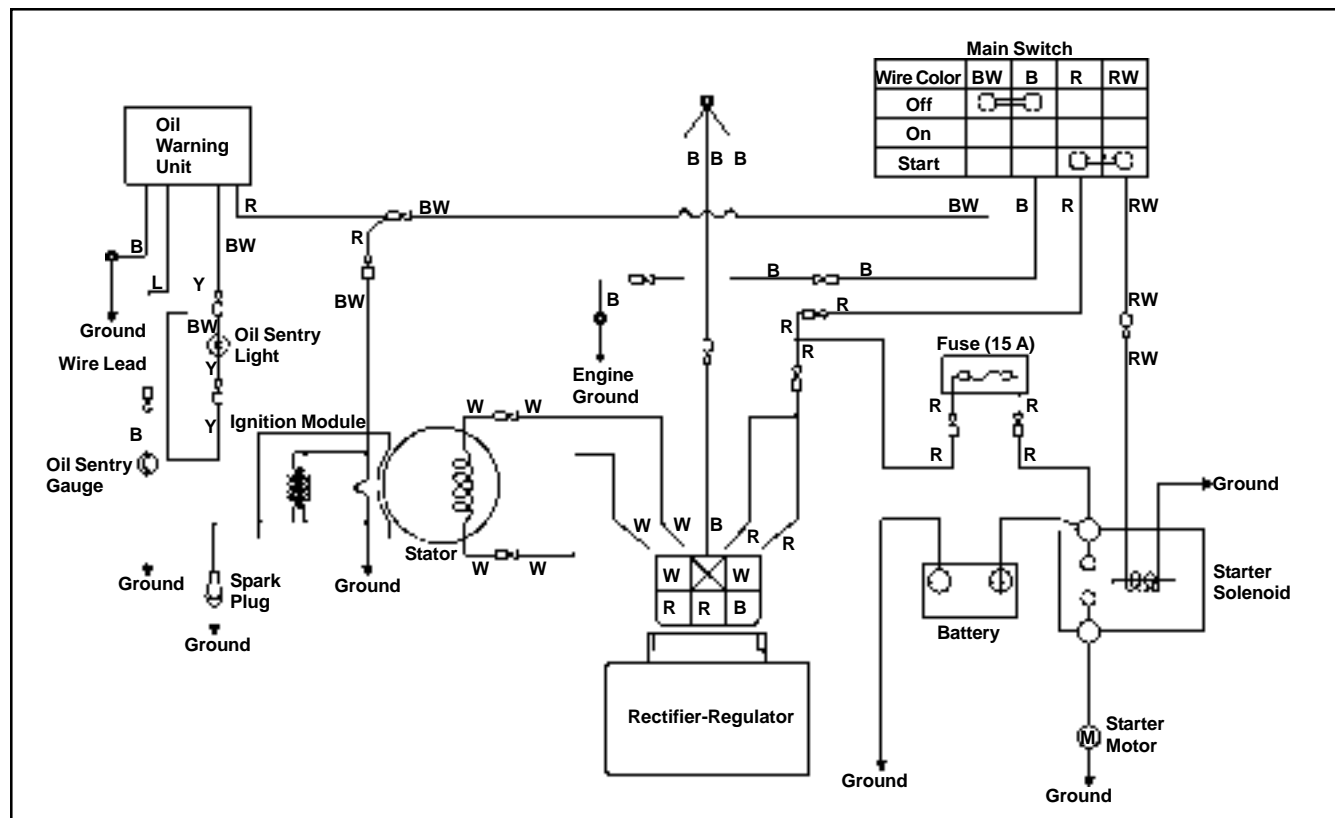 Main Switch
Wire Color BW B R RW
Off
On
Start
Oil
Warning
Unit
B B B
R
BW
BW
B
R
RW
B
BW
R
L
Y
B
B
BW
B
RW
R
R
Ground
BW
Oil Sentry
Light
Wire Lead
Y
Engine
Ground
R
Fuse (15 A)
RW
B
Y
Ignition Module
W W
R
R
Oil Sentry
Gauge
R
R
Ground
W W B R R
Stator
W W
Ground
Spark
Plug
Ground
W W
R R B
Starter
Solenoid
Battery
Ground
Rectifier-Regulator
M
Starter
Motor
Ground
Ground